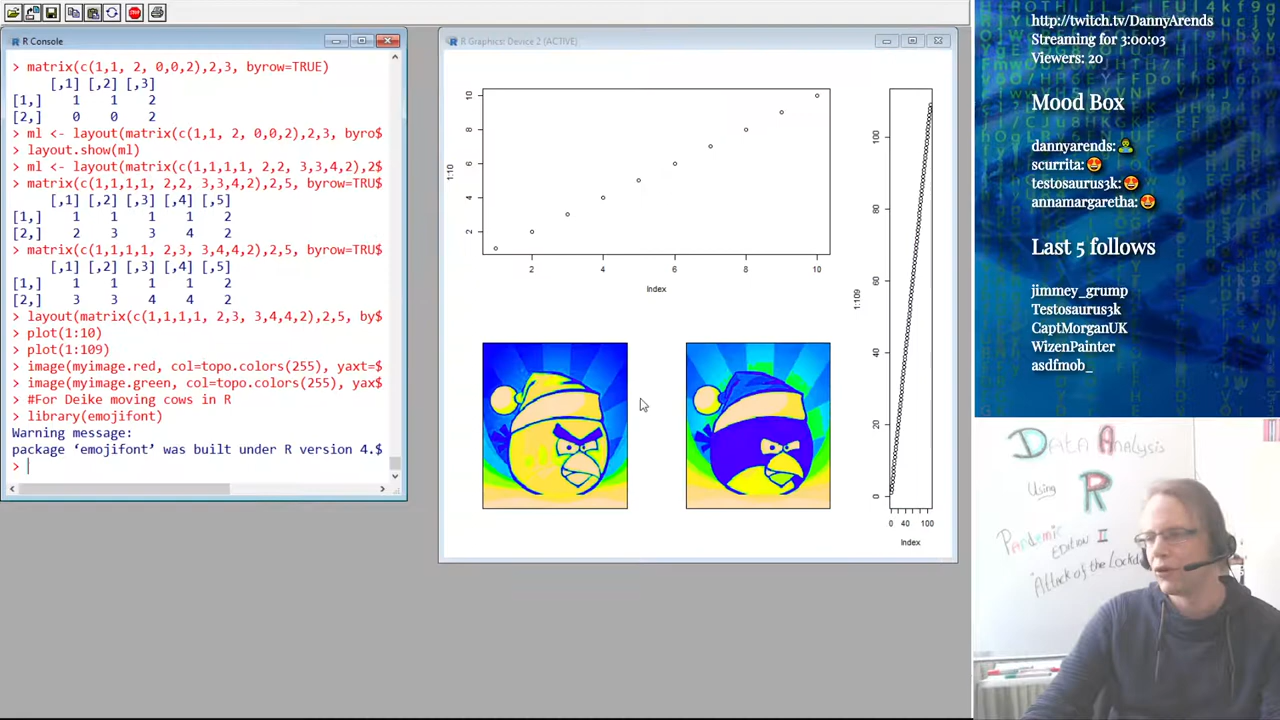 R Console
> matrix(c(1,1, 2, 0,0,2),2,3, byrow=TRUE)
[,1] [,2] [,3]
[1,] 1 1 2
[2,] 0 0 2
> ml <- layout(matrix(c(1,1, 2, 0,0,2),2,3, byro$
> layout.show(ml)
> ml <- layout(matrix(c(1,1,1,1, 2,2, 3,3,4,2),2$
> matrix(c(1,1,1,1, 2,2, 3,3,4,2),2,5, byrow=TRU$
[,1] [,2] [,3] [,4] [,5]
[1,] 1 1 1 1 2
[2,] 2 3 3 4 2
> matrix(c(1,1,1,1, 2,3, 3,4,4,2),2,5, byrow=TRU$
[,1] [,2] [,3] [,4] [,5]
[1,] 1 1 1 1 2
[2,] 3 3 4 4 2
> layout(matrix(c(1,1,1,1, 2,3, 3,4,4,2),2,5, by$
> plot(1:10)
> plot(1:109)
> image(myimage.red, col=topo.colors(255), yaxt=$
> image(myimage.green, col=topo.colors(255), yax$
> #For Deike moving cows in R
> library(emojifont)
Warning message:
package ‘emojifont’ was built under R version 4.$
>
R Graphics: Device 2 (ACTIVE)
10
8
6
4
2
1:10
2 4 6 8 10
Index
100
80
60
40
20
0
1:109
0 40 100
Index
http://twitch.tv/DannyArends
Streaming for 3:00:03
Viewers: 20
Mood Box
dannyarends:
scurrita:
testosaurus3k:
annamargaretha:
Last 5 follows
jimmey_grump
Testosaurus3k
CaptMorganUK
WizenPainter
asdfmob_
Data Analysis
Using
R
Pandemic
Edition II
Attack of the